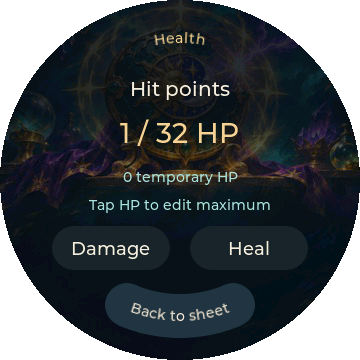 Health
Hit points
1 / 32 HP
0 temporary HP
Tap HP to edit maximum
Damage
Heal
Back to sheet